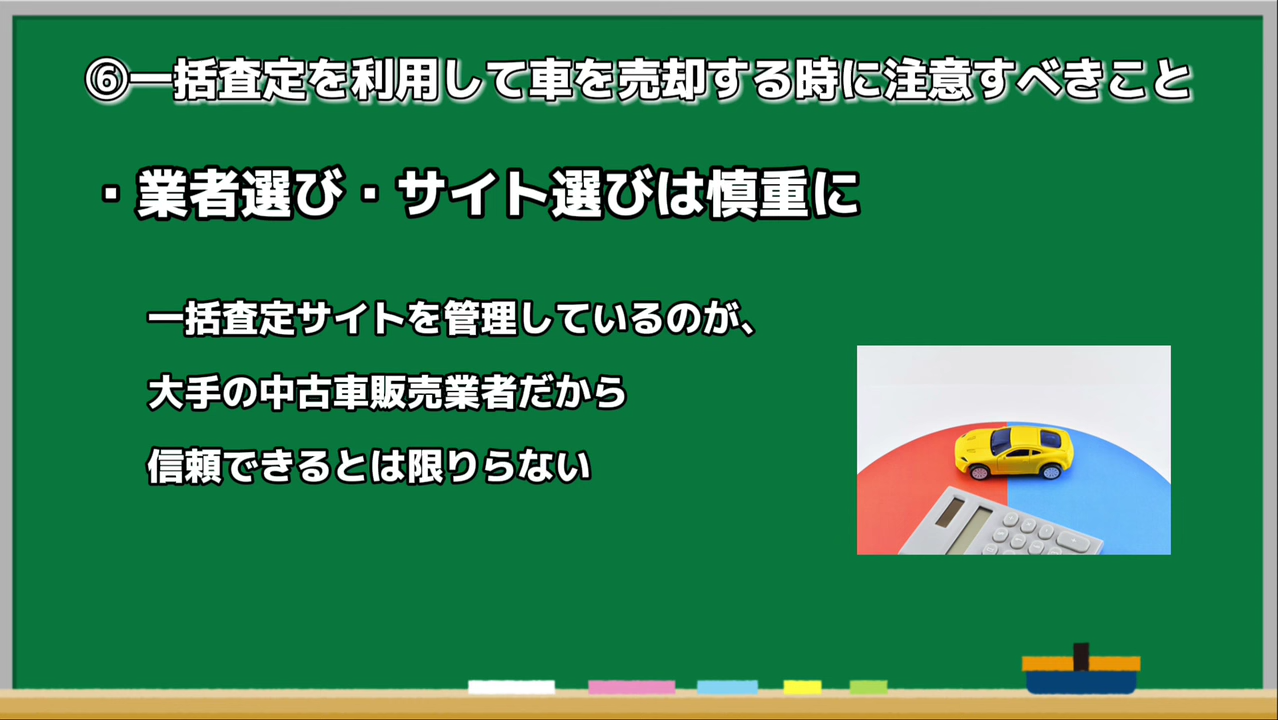 ⑥一括査定を利用して車を売却する時に注意すべきこと
・業者選び・サイト選びは慎重に
一括査定サイトを管理しているのが、
大手の中古車販売業者だから
信頼できるとは限りらない